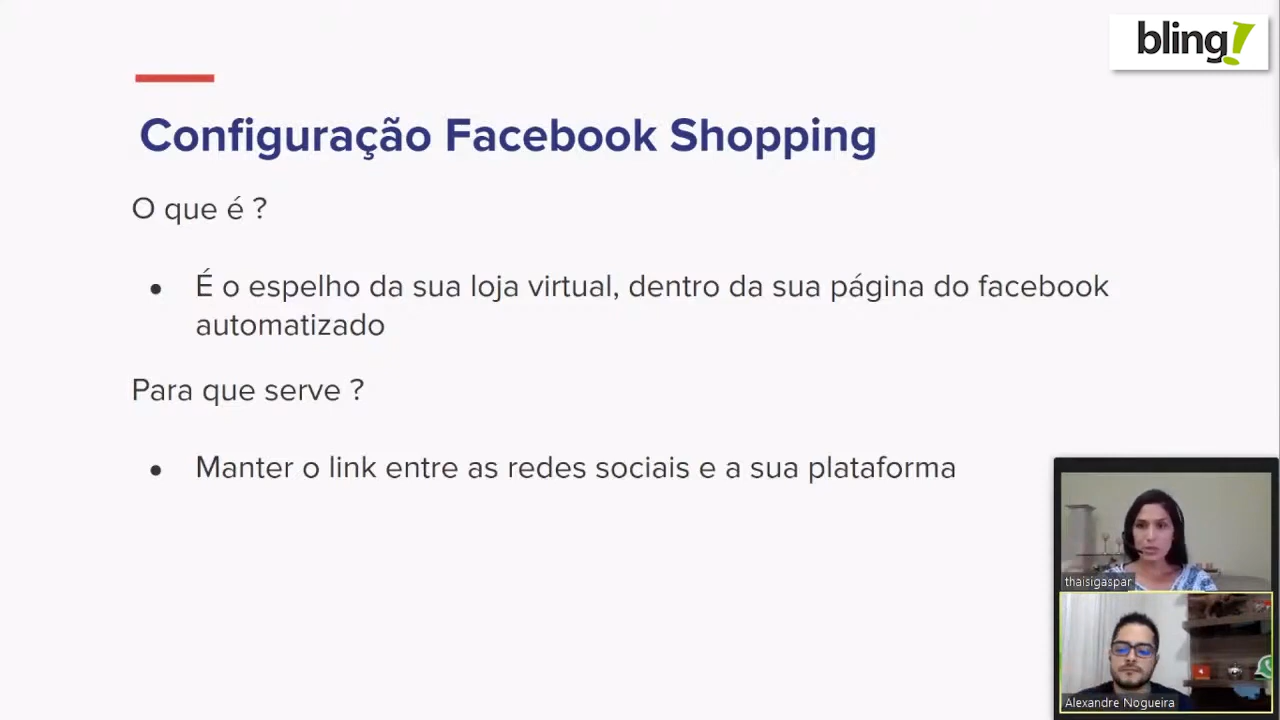 bling!
Configuração Facebook Shopping
O que é ?
● É o espelho da sua loja virtual, dentro da sua página do facebook
automatizado
Para que serve ?
● Manter o link entre as redes sociais e a sua plataforma
thaisigaspar
Alexandre Nogueira